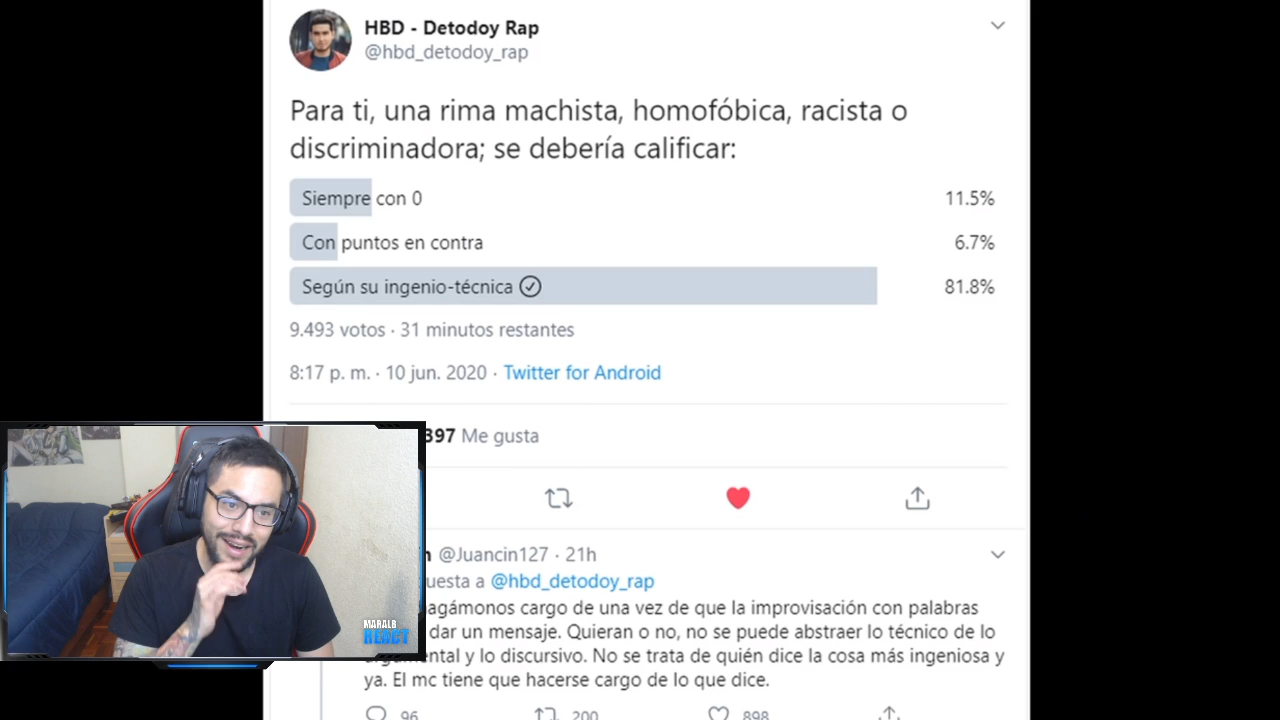 HBD - Detodoy Rap
@hbd_detodoy_rap
Para ti, una rima machista, homofóbica, racista o
discriminadora; se debería calificar:
Siempre con 0 11.5%
Con puntos en contra 6.7%
Según su ingenio-técnica 81.8%
9.493 votos · 31 minutos restantes
8:17 p. m. · 10 jun. 2020 · Twitter for Android
397 Me gusta
@Juancin127 · 21h
@hbd_detodoy_rap
cargo de una vez de que la improvisación con palabras
dar un mensaje. Quieran o no, no se puede abstraer lo técnico de lo
y lo discursivo. No se trata de quién dice la cosa más ingeniosa y
ya. El mc tiene que hacerse cargo de lo que dice.
96 200 898
MARALB
REACT